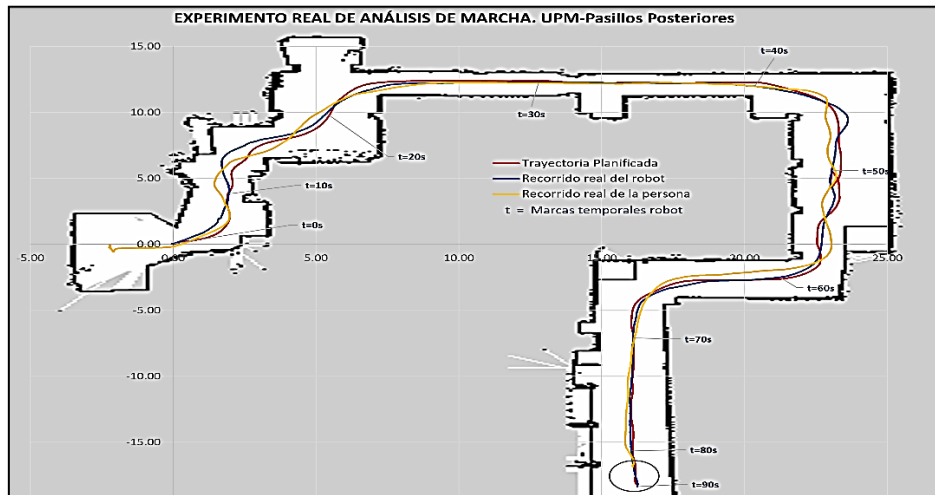 EXPERIMENTO REAL DE ANÁLISIS DE MARCHA. UPM-Pasillos Posteriores
15.00
t=40s
10.00
t=30s
t=20s
Trayectoria Planificada
Recorrido real del robot
Recorrido real de la persona
t = Marcas temporales robot
t=50s
5.00
t=10s
t=0s
0.00
-5.00
0.00
5.00
10.00
15.00
20.00
25.00
t=60s
-5.00
t=70s
-10.00
-15.00
t=80s
t=90s